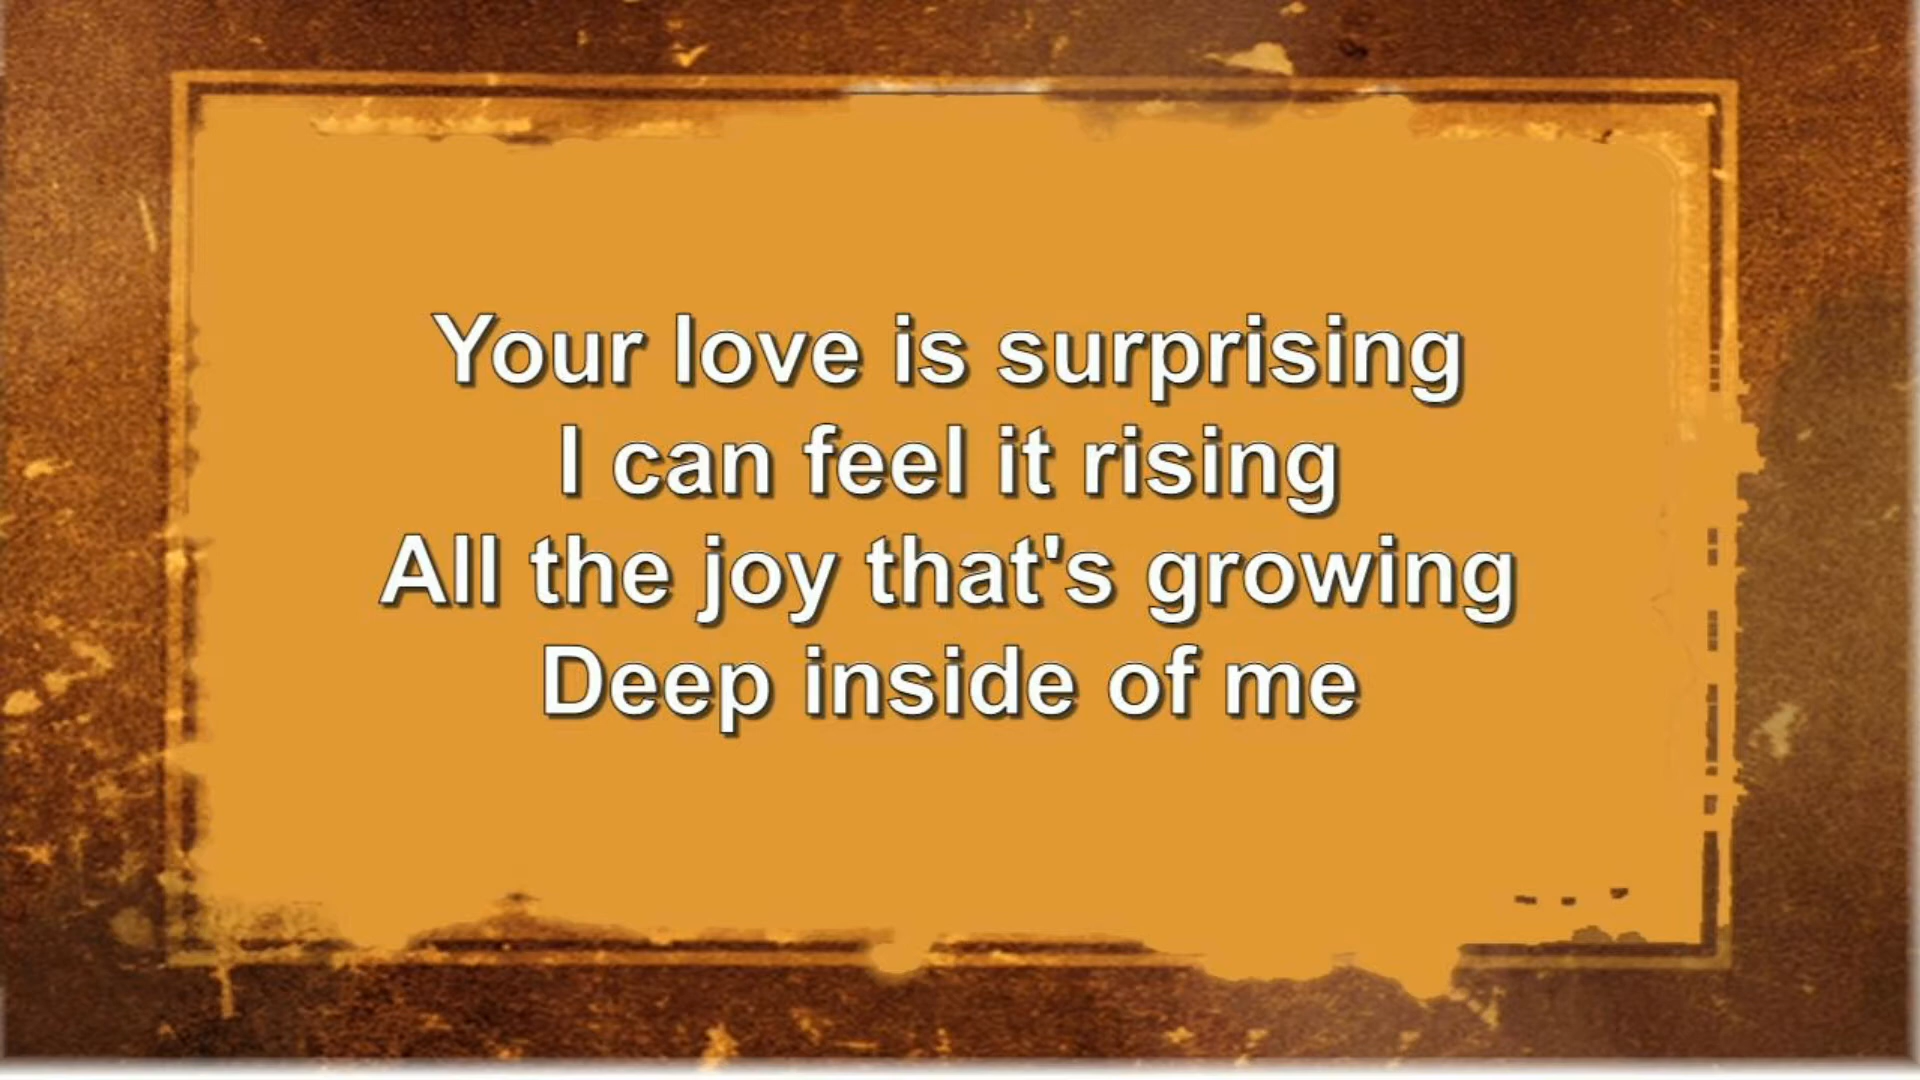 Your love is surprising
I can feel it rising
All the joy that's growing
Deep inside of me